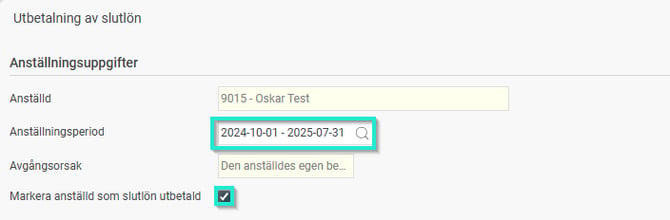 Utbetalning av slutlön
Anställningsuppgifter
Anställd 9015 - Oskar Test
Anställningsperiod 2024-10-01 - 2025-07-31
Avgångsorsak Den anställdes egen be...
Markera anställd som slutlön utbetald